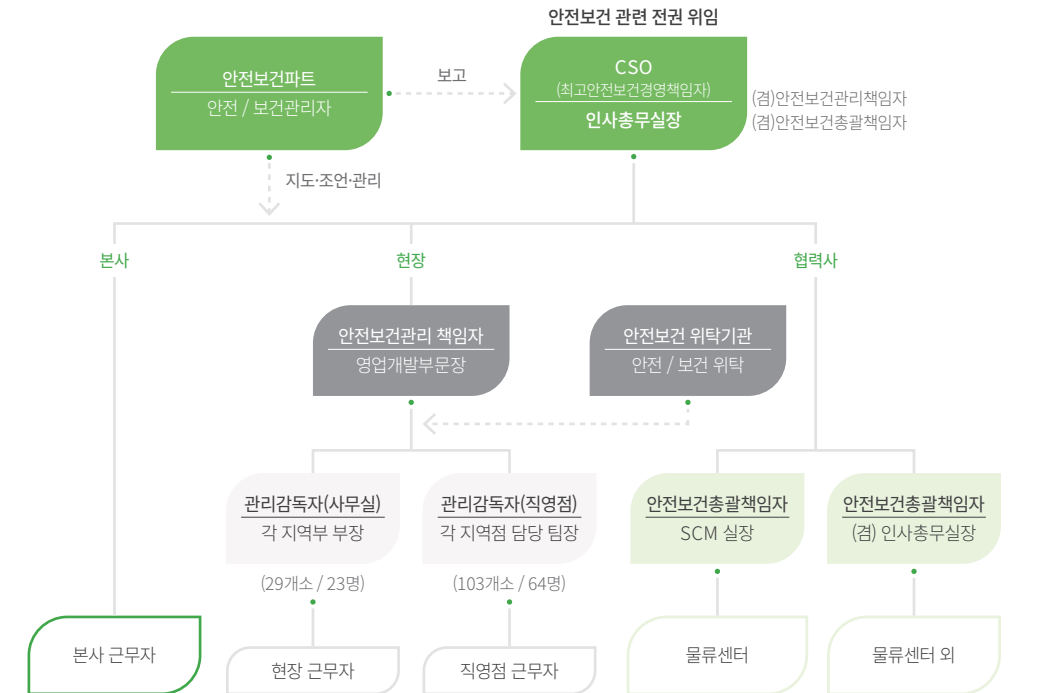 안전보건 관련 전권 위임
안전보건파트
안전 / 보건관리자
보고
CSO
(최고안전보건경영책임자)
인사총무실장
(겸)안전보건관리책임자
(겸)안전보건총괄책임자
지도·조언·관리
본사
현장
협력사
안전보건관리 책임자
영업개발부문장
안전보건 위탁기관
안전 / 보건 위탁
관리감독자(사무실)
각 지역부 부장
관리감독자(직영점)
각 지역점 담당 팀장
안전보건총괄책임자
SCM 실장
안전보건총괄책임자
(겸) 인사총무실장
(29개소 / 23명)
(103개소 / 64명)
본사 근무자
현장 근무자
직영점 근무자
물류센터
물류센터 외